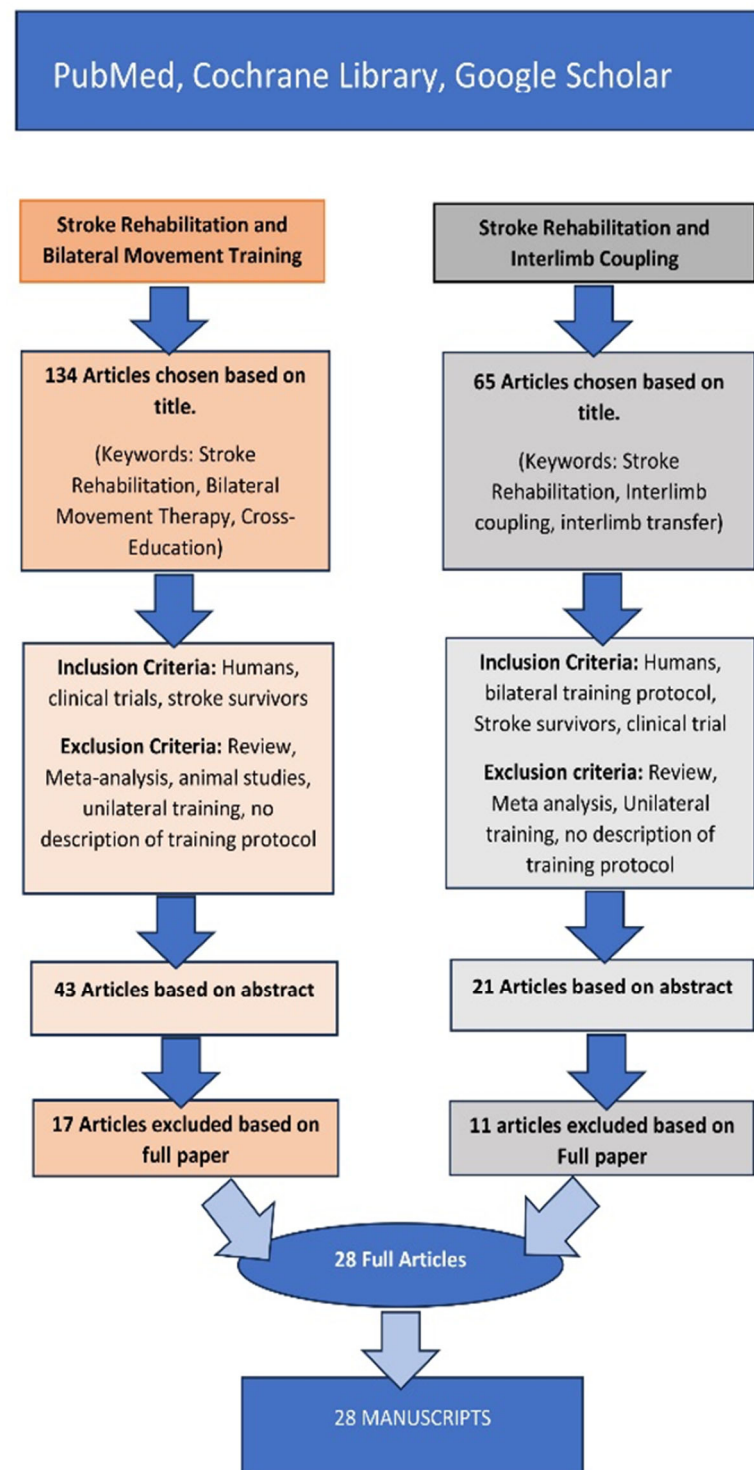 PubMed, Cochrane Library, Google Scholar
Stroke Rehabilitation and
Bilateral Movement Training
134 Articles chosen based on
title.
(Keywords: Stroke
Rehabilitation, Bilateral
Movement Therapy, Cross-
Education)
Inclusion Criteria: Humans,
clinical trials, stroke survivors
Exclusion Criteria: Review,
Meta-analysis, animal studies,
unilateral training, no
description of training protocol
43 Articles based on abstract
17 Articles excluded based on
full paper
Stroke Rehabilitation and
Interlimb Coupling
65 Articles chosen based on
title.
(Keywords: Stroke
Rehabilitation, Interlimb
coupling, interlimb transfer)
Inclusion Criteria: Humans,
bilateral training protocol,
Stroke survivors, clinical trial
Exclusion criteria: Review,
Meta analysis, Unilateral
training, no description of
training protocol
21 Articles based on abstract
11 articles excluded based on
Full paper
28 Full Articles
28 MANUSCRIPTS